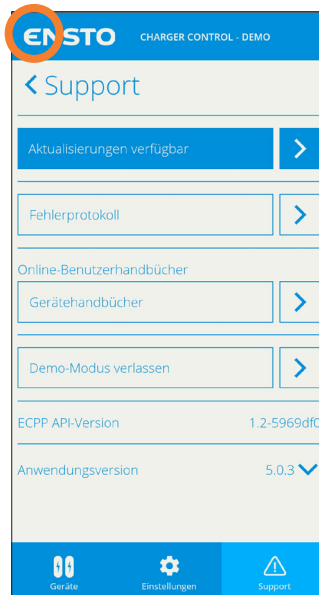 ENSTO
CHARGER CONTROL - DEMO
Support
Aktualisierungen verfügbar
Fehlerprotokoll
Online-Benutzerhandbücher
Gerätehandbücher
Demo-Modus verlassen
ECPP API-Version 1.2-5969df0
Anwendungsversion 5.0.3
Geräte Einstellungen Support